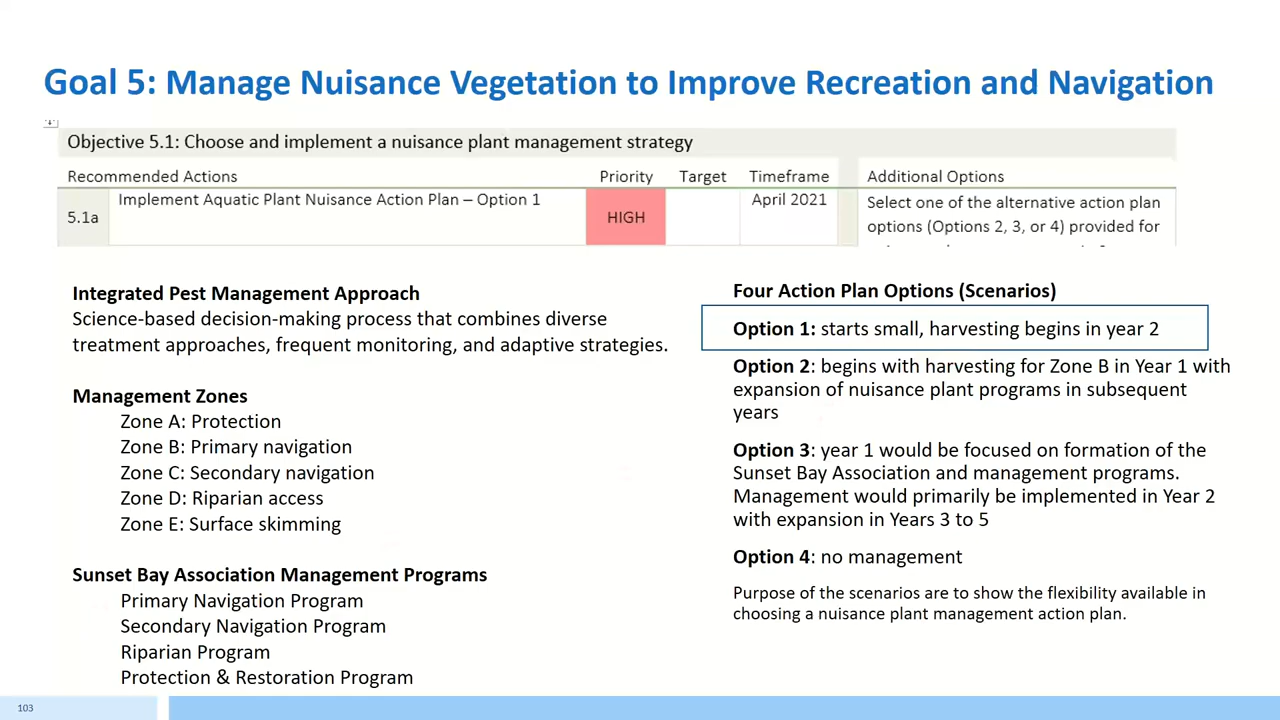 Goal 5: Manage Nuisance Vegetation to Improve Recreation and Navigation
Objective 5.1: Choose and implement a nuisance plant management strategy
Recommended Actions Priority Target Timeframe Additional Options
5.1a Implement Aquatic Plant Nuisance Action Plan – Option 1 HIGH April 2021 Select one of the alternative action plan
options (Options 2, 3, or 4) provided for
Integrated Pest Management Approach
Science-based decision-making process that combines diverse
treatment approaches, frequent monitoring, and adaptive strategies.
Management Zones
Zone A: Protection
Zone B: Primary navigation
Zone C: Secondary navigation
Zone D: Riparian access
Zone E: Surface skimming
Sunset Bay Association Management Programs
Primary Navigation Program
Secondary Navigation Program
Riparian Program
Protection & Restoration Program
Four Action Plan Options (Scenarios)
Option 1: starts small, harvesting begins in year 2
Option 2: begins with harvesting for Zone B in Year 1 with
expansion of nuisance plant programs in subsequent
years
Option 3: year 1 would be focused on formation of the
Sunset Bay Association and management programs.
Management would primarily be implemented in Year 2
with expansion in Years 3 to 5
Option 4: no management
Purpose of the scenarios are to show the flexibility available in
choosing a nuisance plant management action plan.
103